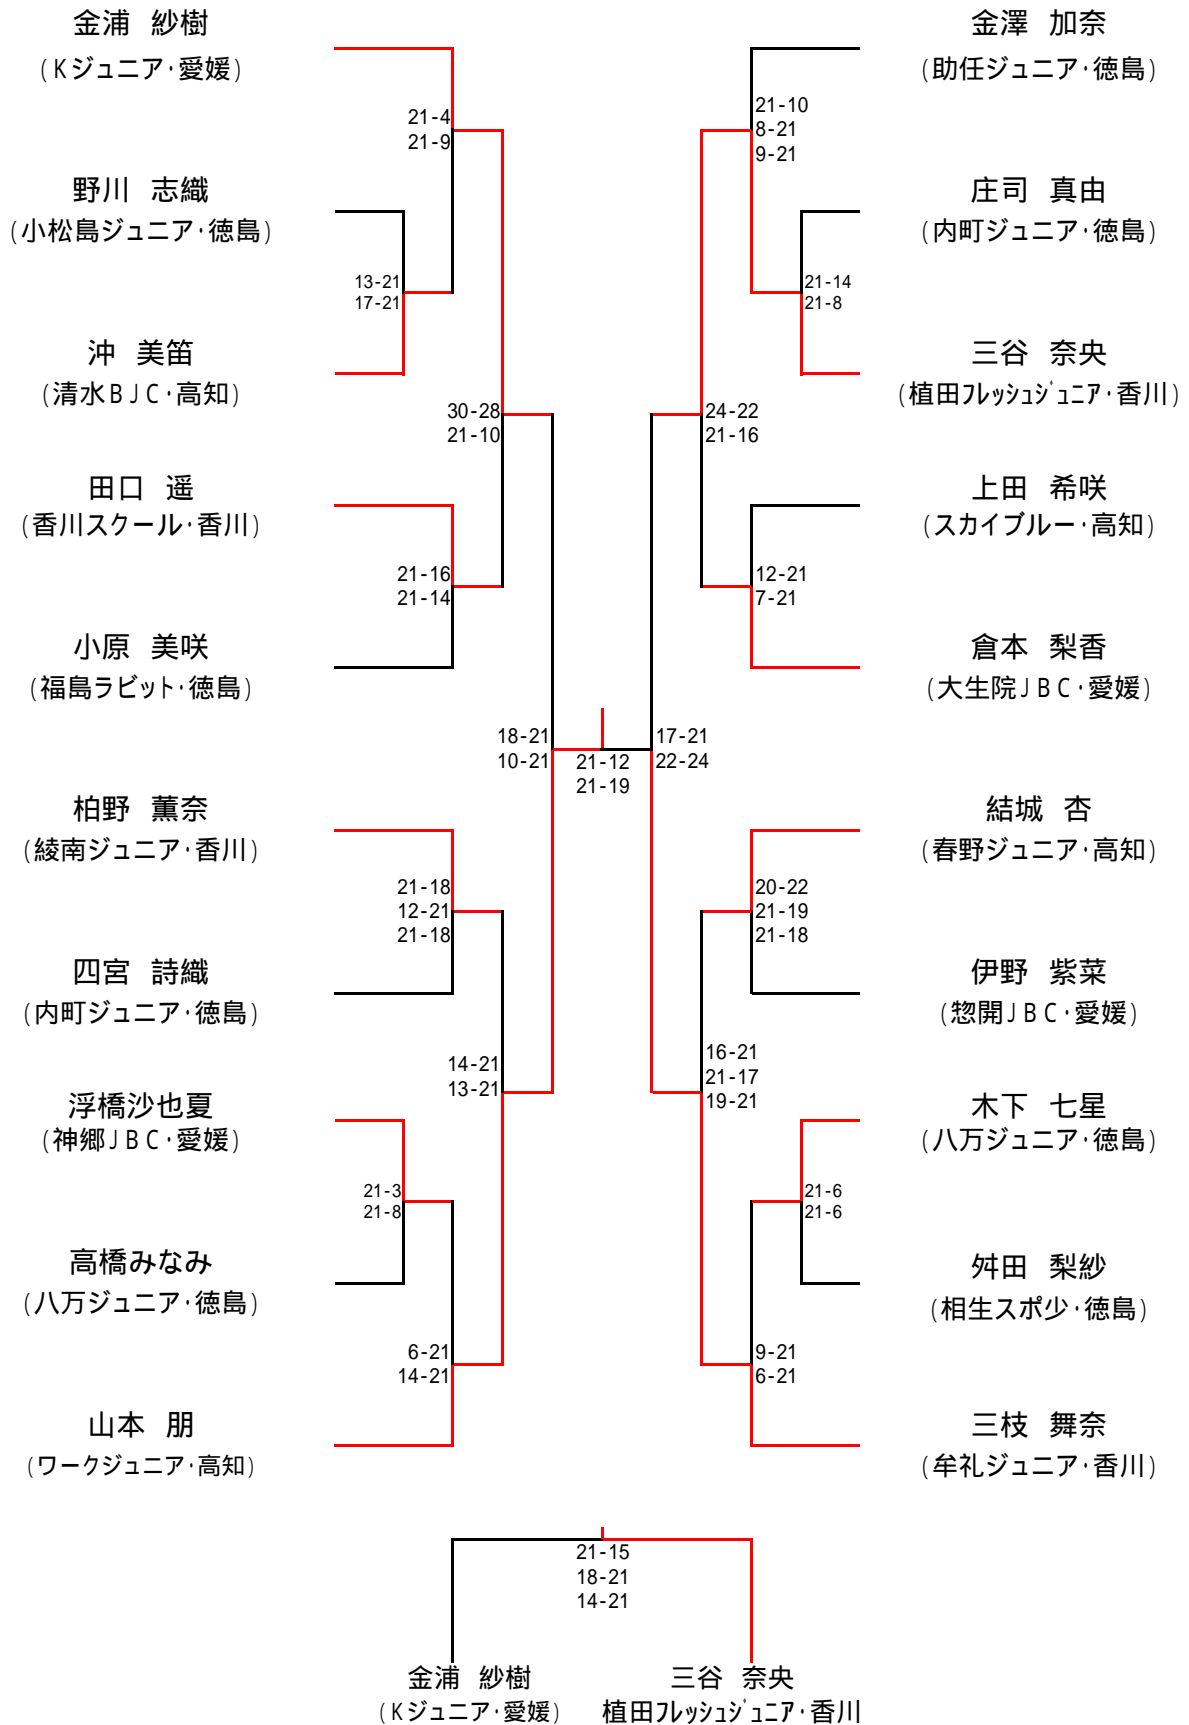 金浦 紗樹
(Kジュニア・愛媛)
21-4
21-9
野川 志織
(小松島ジュニア・徳島)
13-21
17-21
沖 美笛
(清水BJC・高知)
30-28
21-10
田口 遥
(香川スクール・香川)
21-16
21-14
小原 美咲
(福島ラビット・徳島)
18-21
10-21
柏野 薫奈
(綾南ジュニア・香川)
21-18
12-21
21-18
四宮 詩織
(内町ジュニア・徳島)
14-21
13-21
浮橋沙也夏
(神郷JBC・愛媛)
21-3
21-8
高橋みなみ
(八万ジュニア・徳島)
6-21
14-21
山本 朋
(ワークジュニア・高知)
21-12
21-19
金澤 加奈
(助任ジュニア・徳島)
21-10
8-21
9-21
庄司 真由
(内町ジュニア・徳島)
21-14
21-8
三谷 奈央
(植田フレッシュジュニア・香川)
24-22
21-16
上田 希咲
(スカイブルー・高知)
12-21
7-21
倉本 梨香
(大生院JBC・愛媛)
17-21
22-24
結城 杏
(春野ジュニア・高知)
20-22
21-19
21-18
伊野 紫菜
(惣開JBC・愛媛)
16-21
21-17
19-21
木下 七星
(八万ジュニア・徳島)
21-6
21-6
舛田 梨紗
(相生スポ少・徳島)
9-21
6-21
三枝 舞奈
(牟礼ジュニア・香川)
21-15
18-21
14-21
金浦 紗樹
(Kジュニア・愛媛)
三谷 奈央
植田フレッシュジュニア・香川